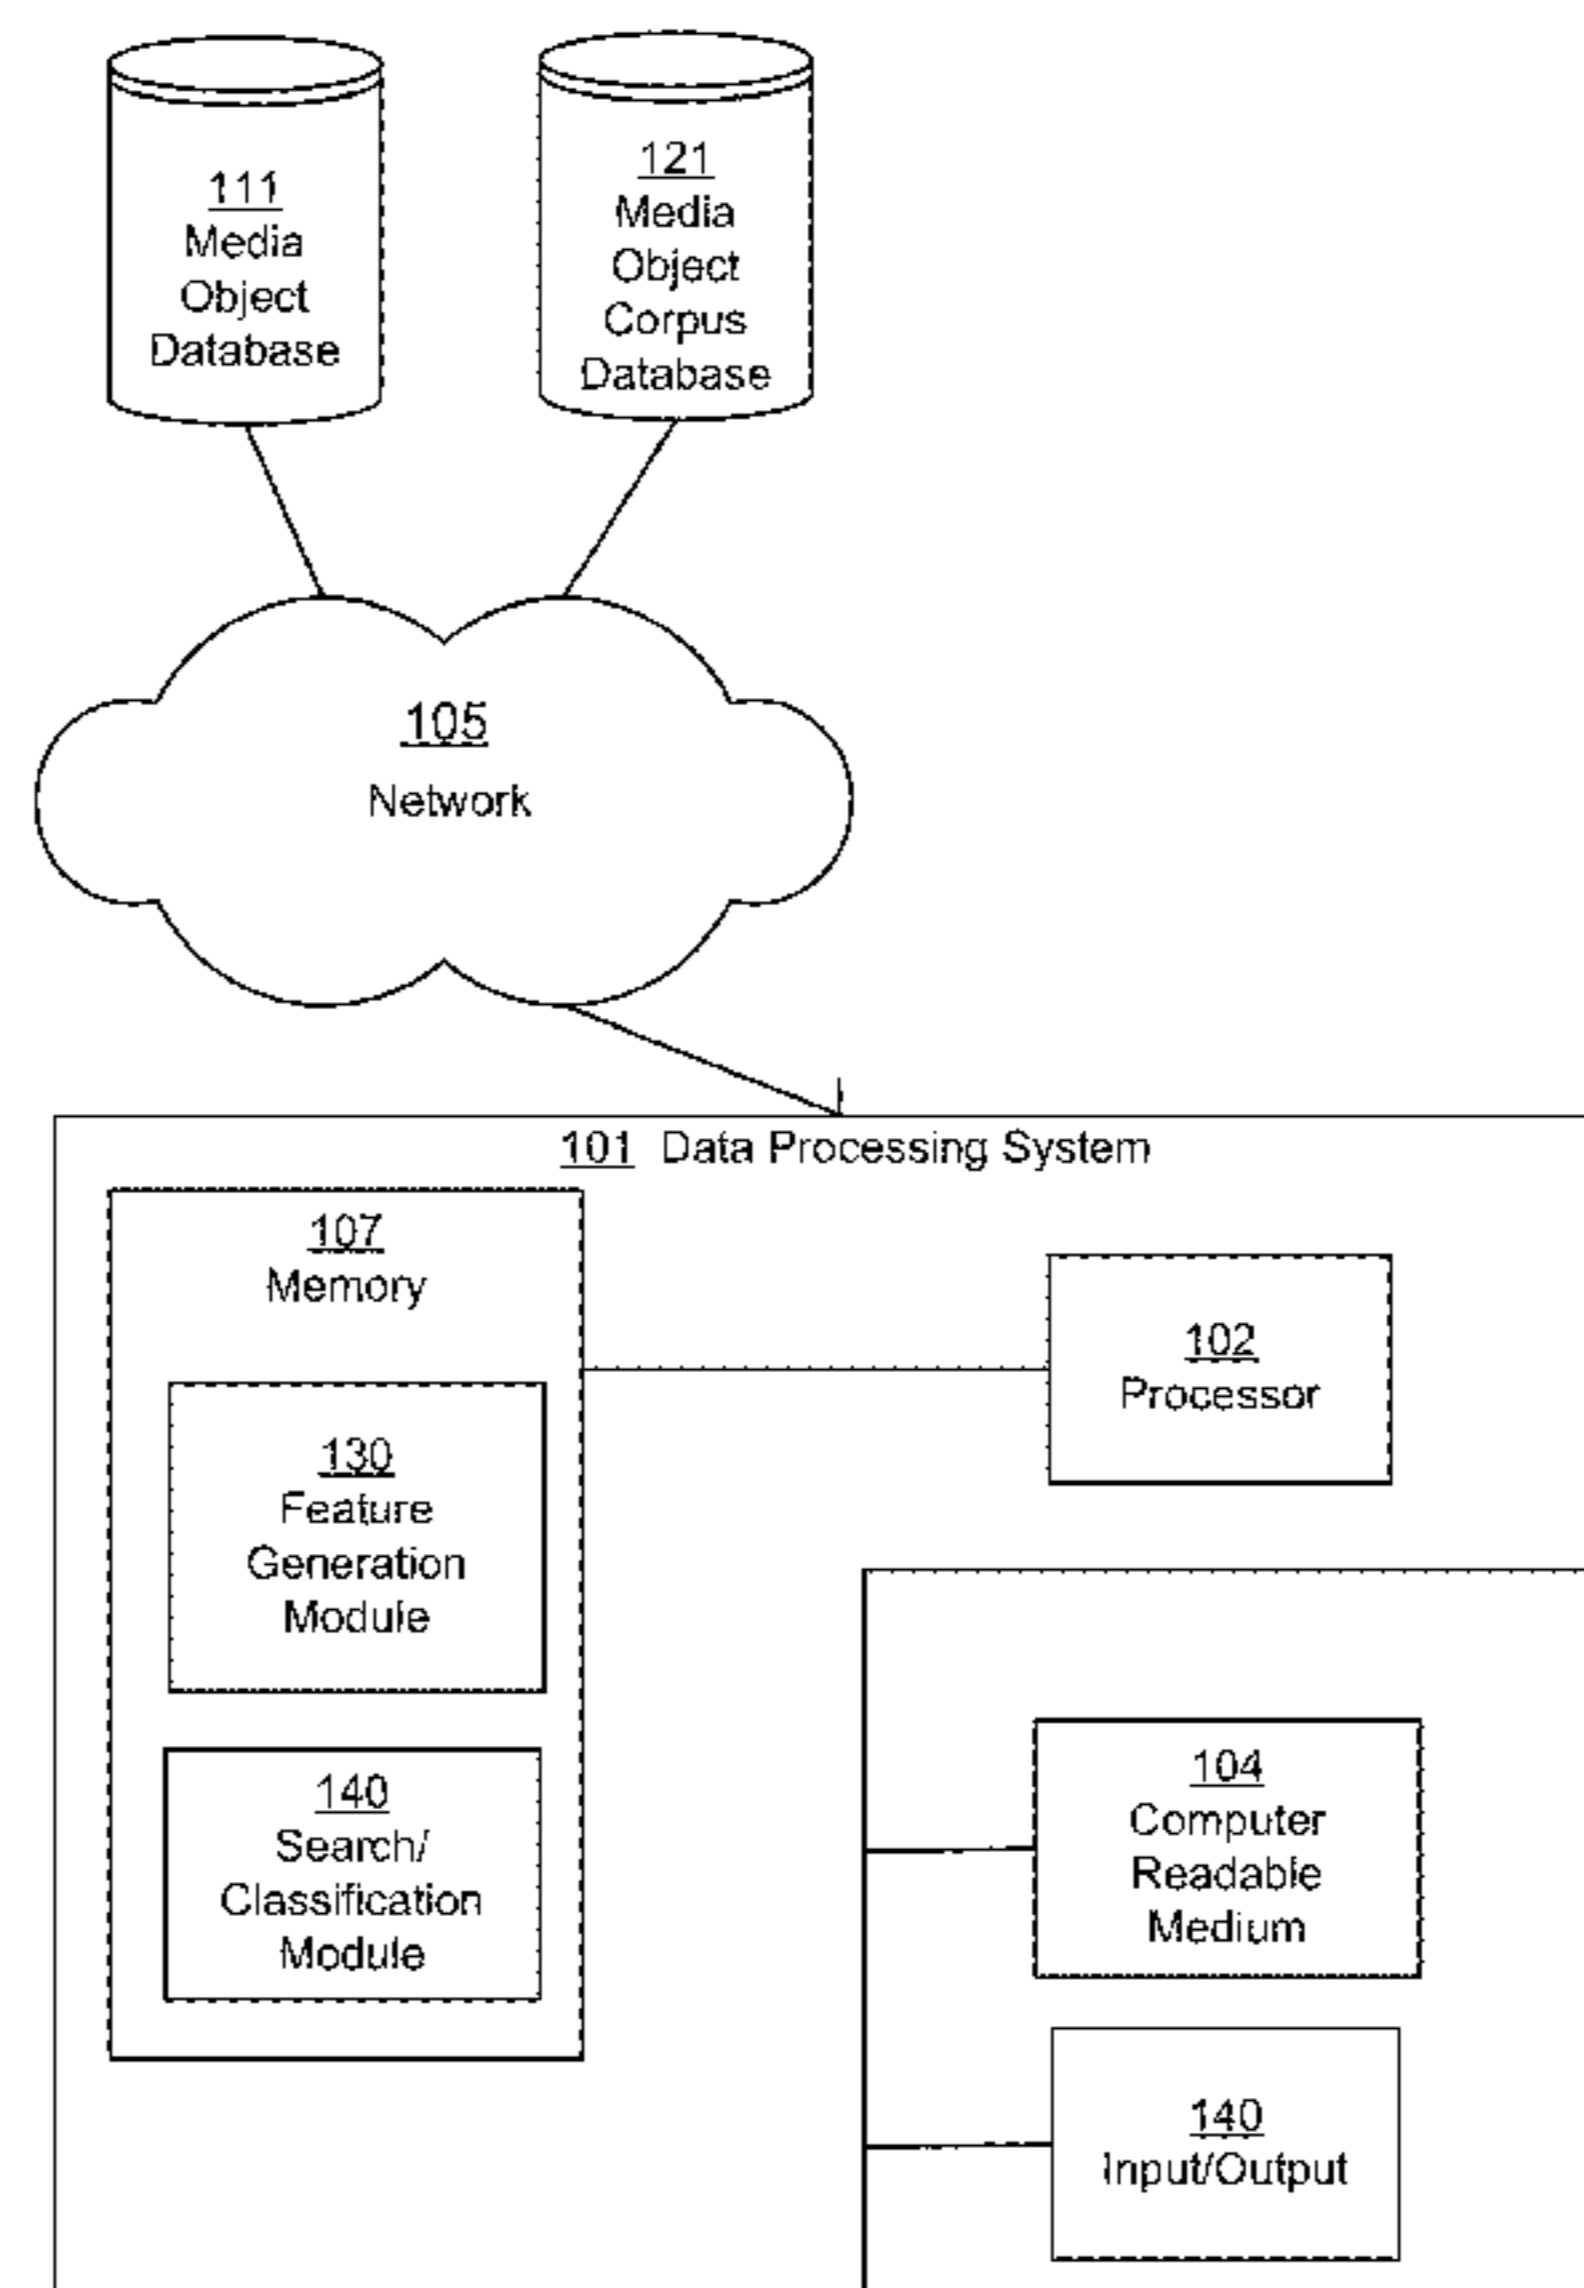 111
Media
Object
Database
121
Media
Object
Corpus
Database
105
Network
101 Data Processing System
107
Memory
130
Feature
Generation
Module
140
Search/
Classification
Module
102
Processor
104
Computer
Readable
Medium
140
Input/Output